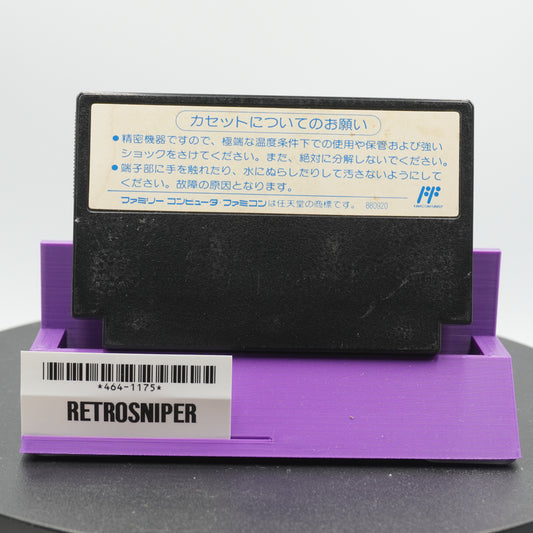 カセットについてのお願い
●精密機器ですので、極端な温度条件下での使用や保管および強い
ショックをさけてください。また、絶対に分解しないでください。
●端子部に手を触れたり、水にぬらしたりして汚さないようにして
ください。故障の原因となります。
ファミリーコンピュータ・ファミコンは任天堂の商標です。 880920
*464-1175*
RETROSNIPER